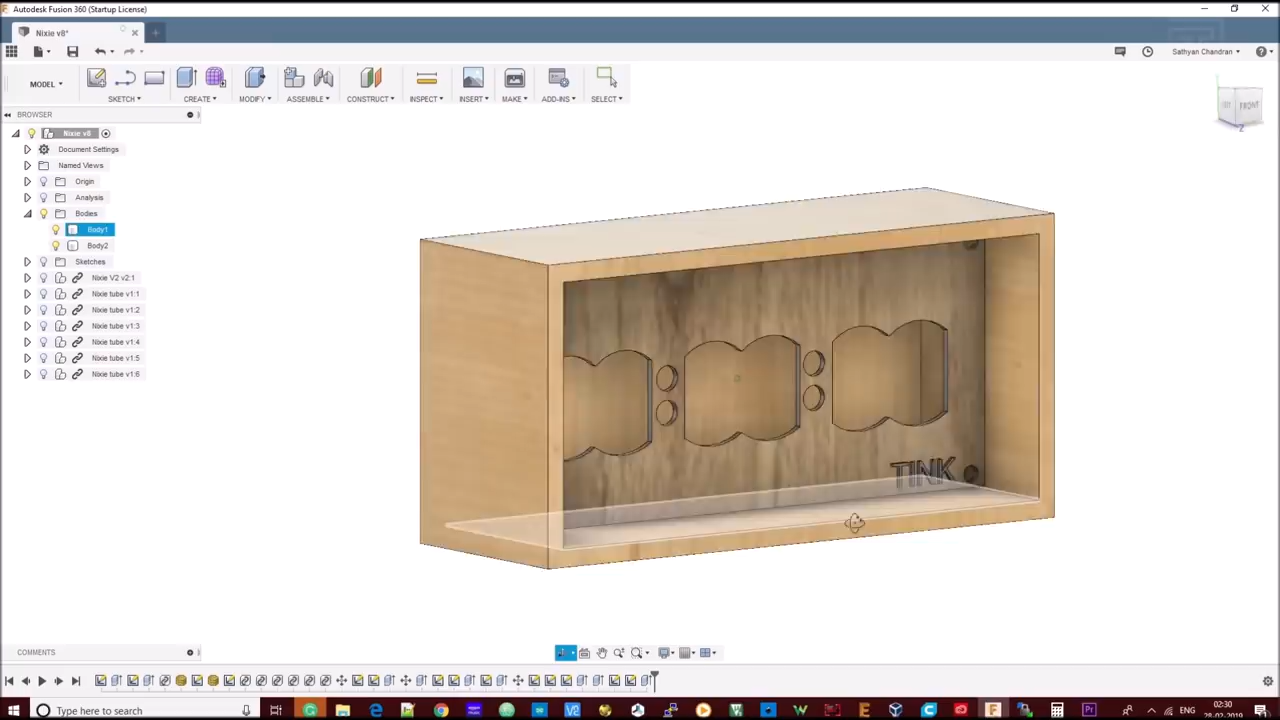 Autodesk Fusion 360 (Startup License)
Nixie v8*
Sathyan Chandran
MODEL
SKETCH
CREATE
MODIFY
ASSEMBLE
CONSTRUCT
INSPECT
INSERT
MAKE
ADD-INS
SELECT
BROWSER
FRONT
Nixie v8
Document Settings
Named Views
Origin
Analysis
Bodies
Body1
Body2
Sketches
Nixie V2 v2:1
Nixie tube v1:1
Nixie tube v1:2
Nixie tube v1:3
Nixie tube v1:4
Nixie tube v1:5
Nixie tube v1:6
TINK
COMMENTS
Type here to search
ENG
02:30
28-02-2019